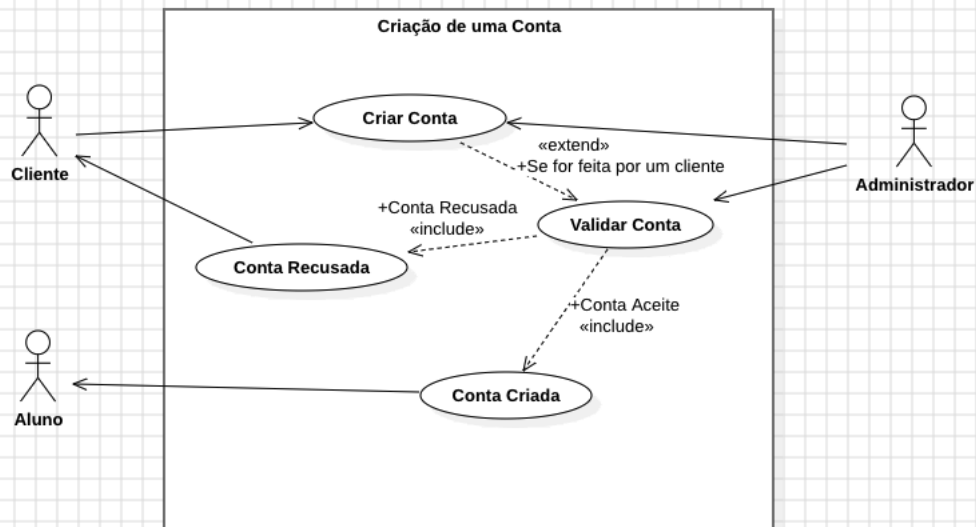 Criação de uma Conta
Criar Conta
«extend»
+Se for feita por um cliente
Cliente
Administrador
+Conta Recusada
«include»
Validar Conta
Conta Recusada
+Conta Aceite
«include»
Conta Criada
Aluno